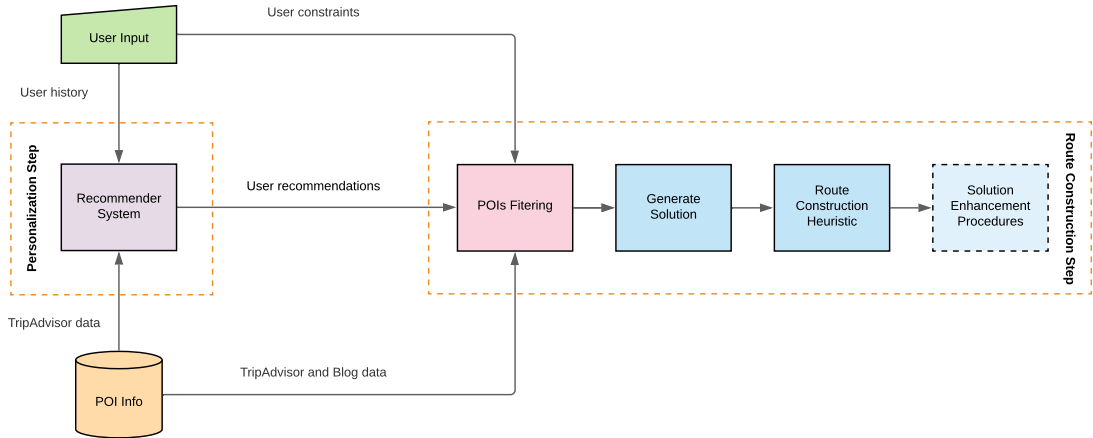 User constraints
User Input
User history
Personalization Step
Recommender
System
User recommendations
POIs Fitering
Generate
Solution
Route
Construction
Heuristic
Solution
Enhancement
Procedures
Route Construction Step
TripAdvisor data
TripAdvisor and Blog data
POI Info